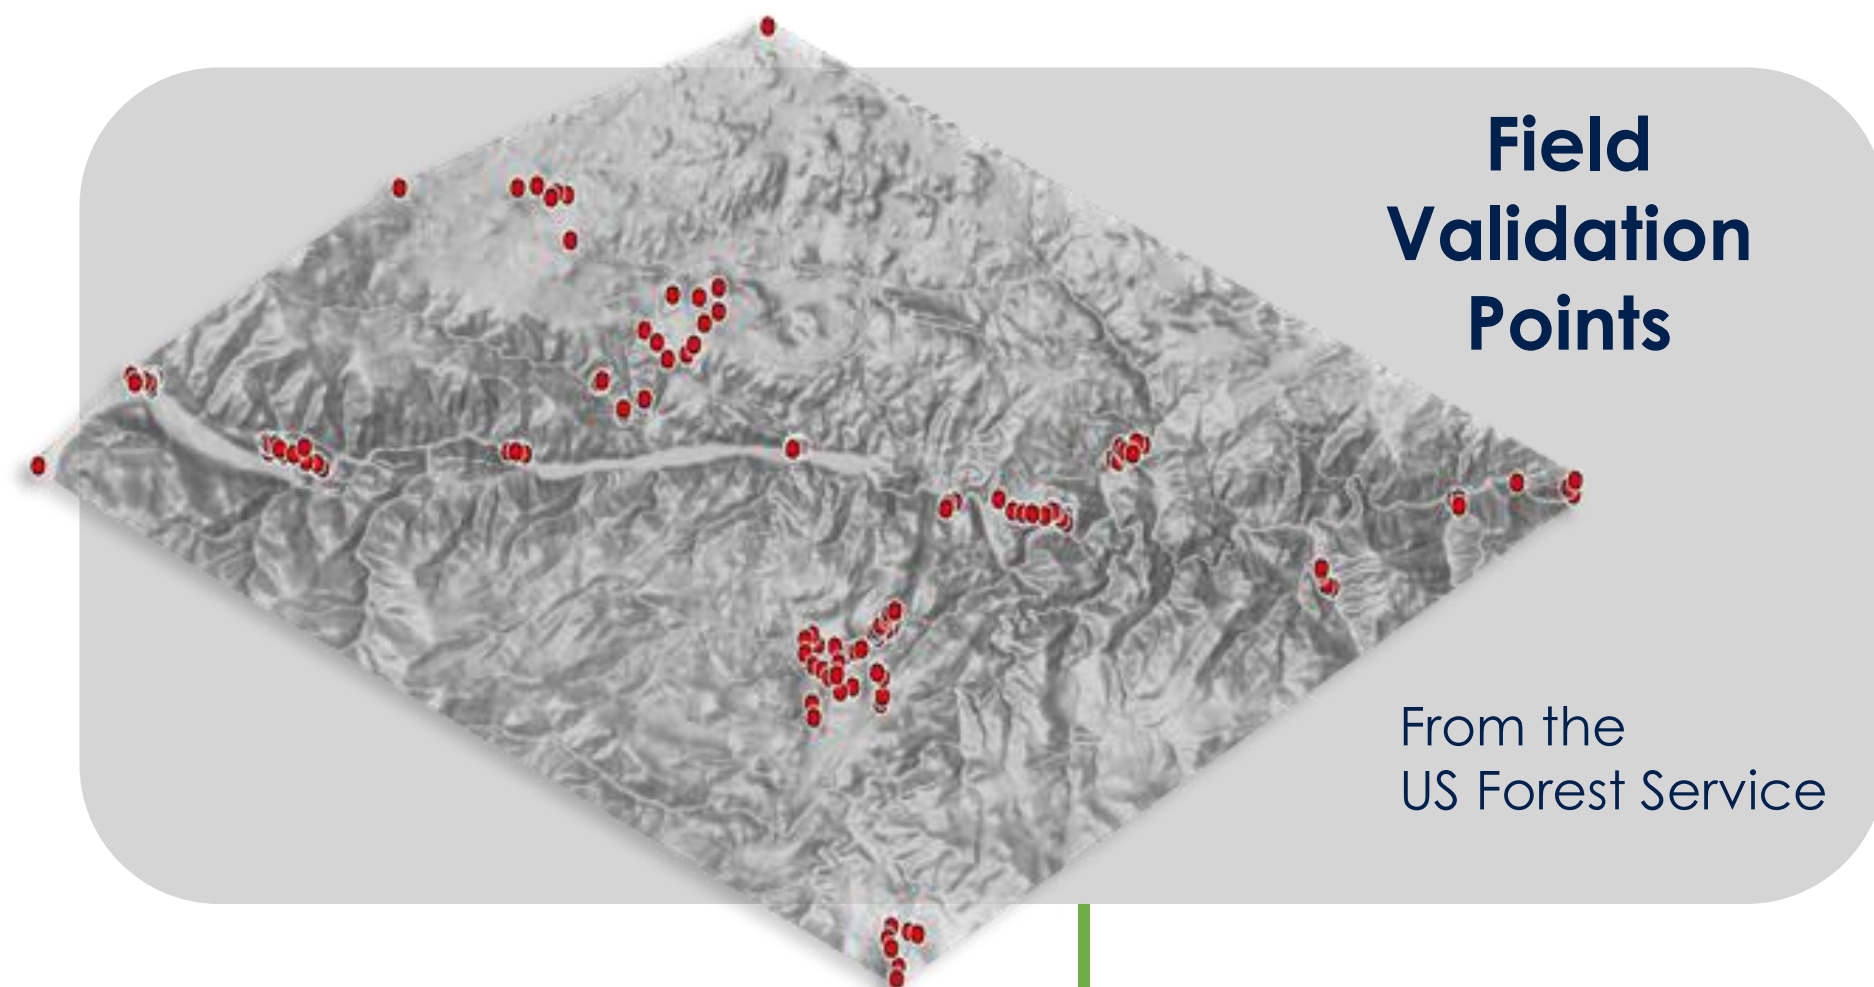 Field
Validation
Points
From the
US Forest Service